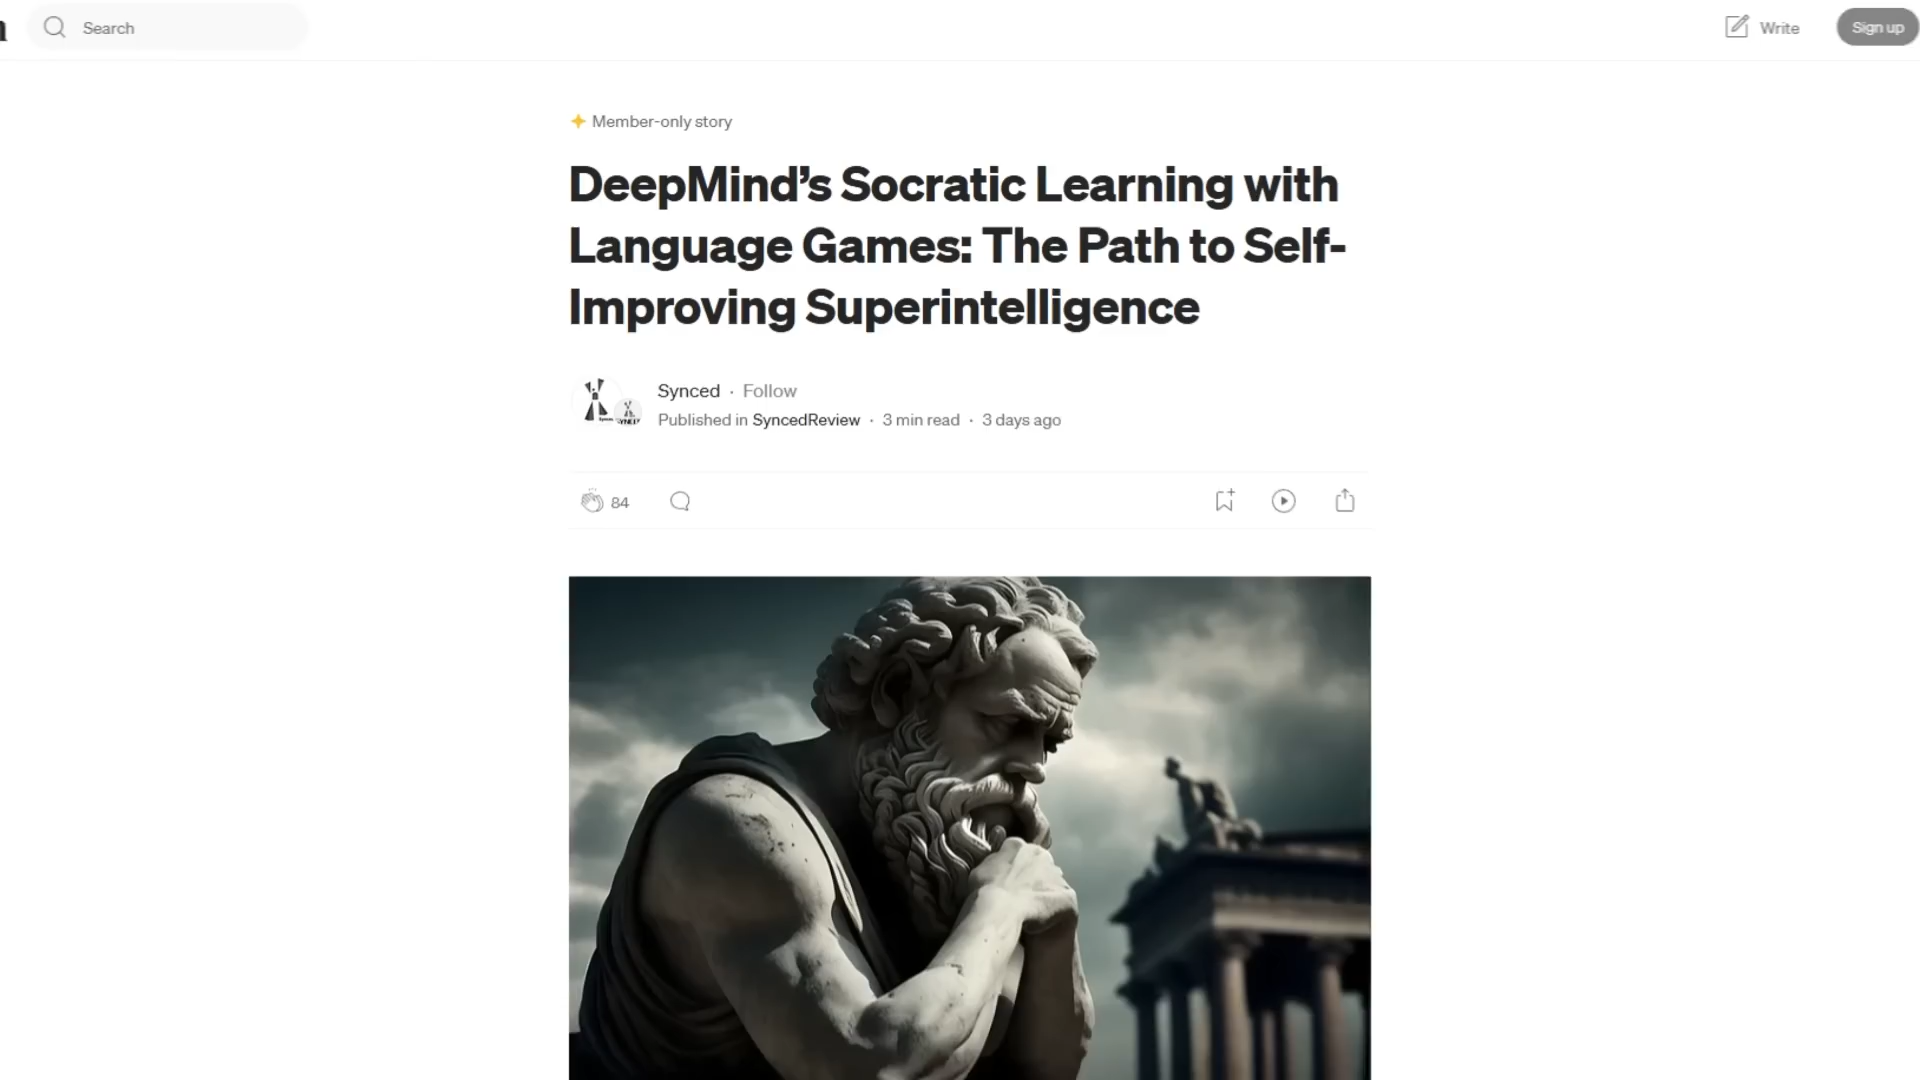 Search
Write
Sign up
Member-only story
DeepMind’s Socratic Learning with
Language Games: The Path to Self-
Improving Superintelligence
Synced · Follow
Published in SyncedReview · 3 min read · 3 days ago
84